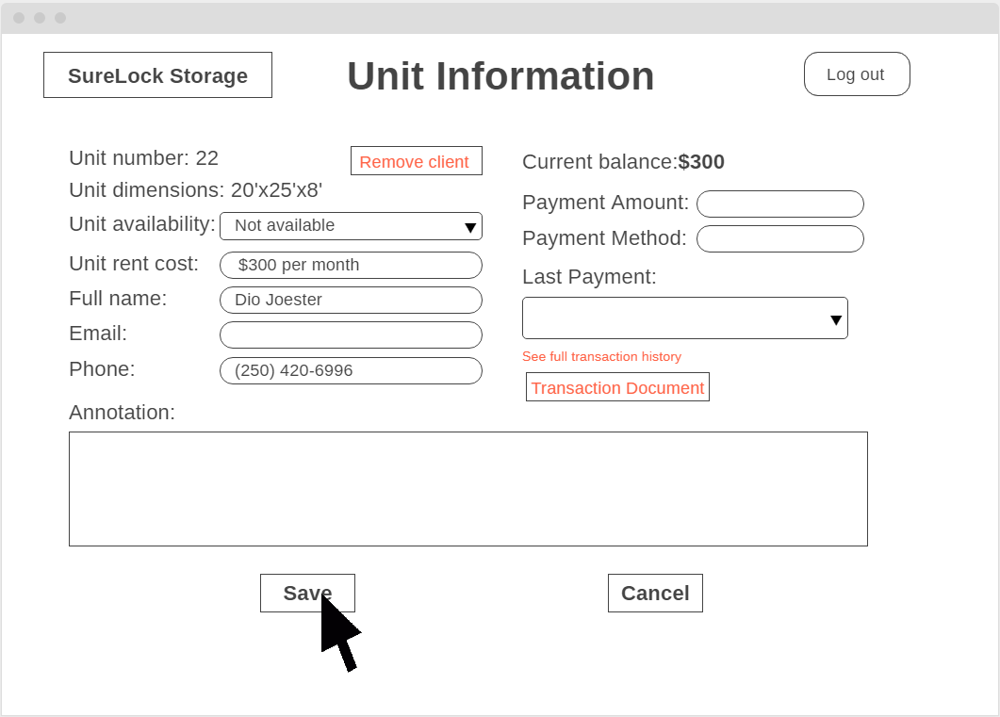 SureLock Storage
Unit Information
Log out
Unit number: 22
Remove client
Unit dimensions: 20'x25'x8'
Unit availability: Not available
Unit rent cost: $300 per month
Full name: Dio Joester
Email:
Phone: (250) 420-6996
Current balance:$300
Payment Amount:
Payment Method:
Last Payment:
See full transaction history
Transaction Document
Annotation:
Save
Cancel